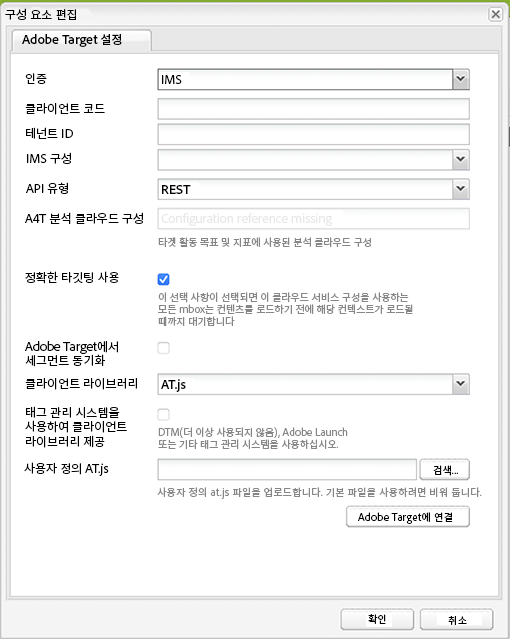 구성 요소 편집
Adobe Target 설정
인증
IMS
클라이언트 코드
테넌트 ID
IMS 구성
API 유형
REST
A4T 분석 클라우드 구성
Configuration reference missing
타겟 활동 목표 및 지표에 사용된 분석 클라우드 구성
정확한 타깃팅 사용
이 선택 사항이 선택되면 이 클라우드 서비스 구성을 사용하는
모든 mbox는 컨텐츠를 로드하기 전에 해당 컨텍스트가 로드될
때까지 대기합니다
Adobe Target에서
세그먼트 동기화
클라이언트 라이브러리
AT.js
태그 관리 시스템을
사용하여 클라이언트
라이브러리 제공
DTM(더 이상 사용되지 않음), Adobe Launch
또는 기타 태그 관리 시스템을 사용하십시오.
사용자 정의 AT.js
검색...
사용자 정의 at.js 파일을 업로드합니다. 기본 파일을 사용하려면 비워 둡니다.
Adobe Target에 연결
확인
취소